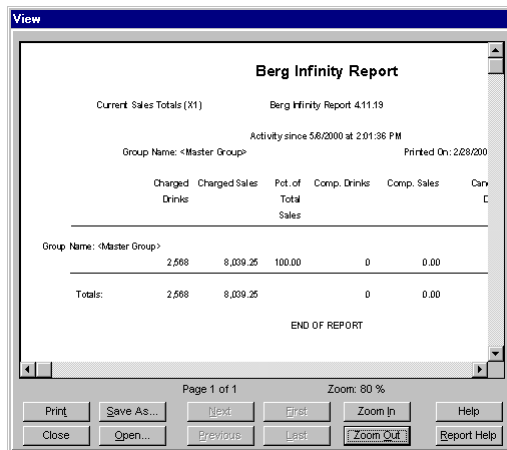 View
Berg Infinity Report
Current Sales Totals (X1) Berg Infinity Report 4.11.19
Activity since 5/8/2000 at 2:01:36 PM
Group Name: <Master Group> Printed On: 2/28/200
Charged Charged Sales Pct. of Comp. Drinks Comp. Sales Can
Drinks Total D
Sales
Group Name: <Master Group>
2,568 8,039.25 100.00 0 0.00
Totals: 2,568 8,039.25 0 0.00
END OF REPORT
Page 1 of 1 Zoom: 80 %
Print Save As... Next First Zoom In Help
Close Open... Previous Last Zoom Out Report Help